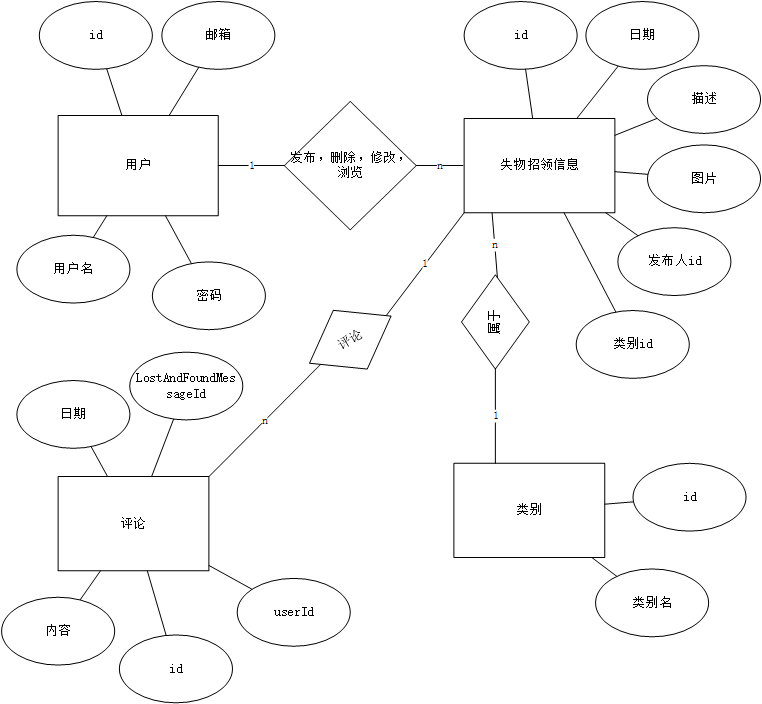 id
邮箱
id
日期
描述
用户
1
发布，删除，修改，
浏览
n
失物招领信息
图片
用户名
密码
发布人id
1
n
属于
类别id
评论
LostAndFoundMes
sageId
日期
n
1
评论
类别
id
userId
类别名
内容
id